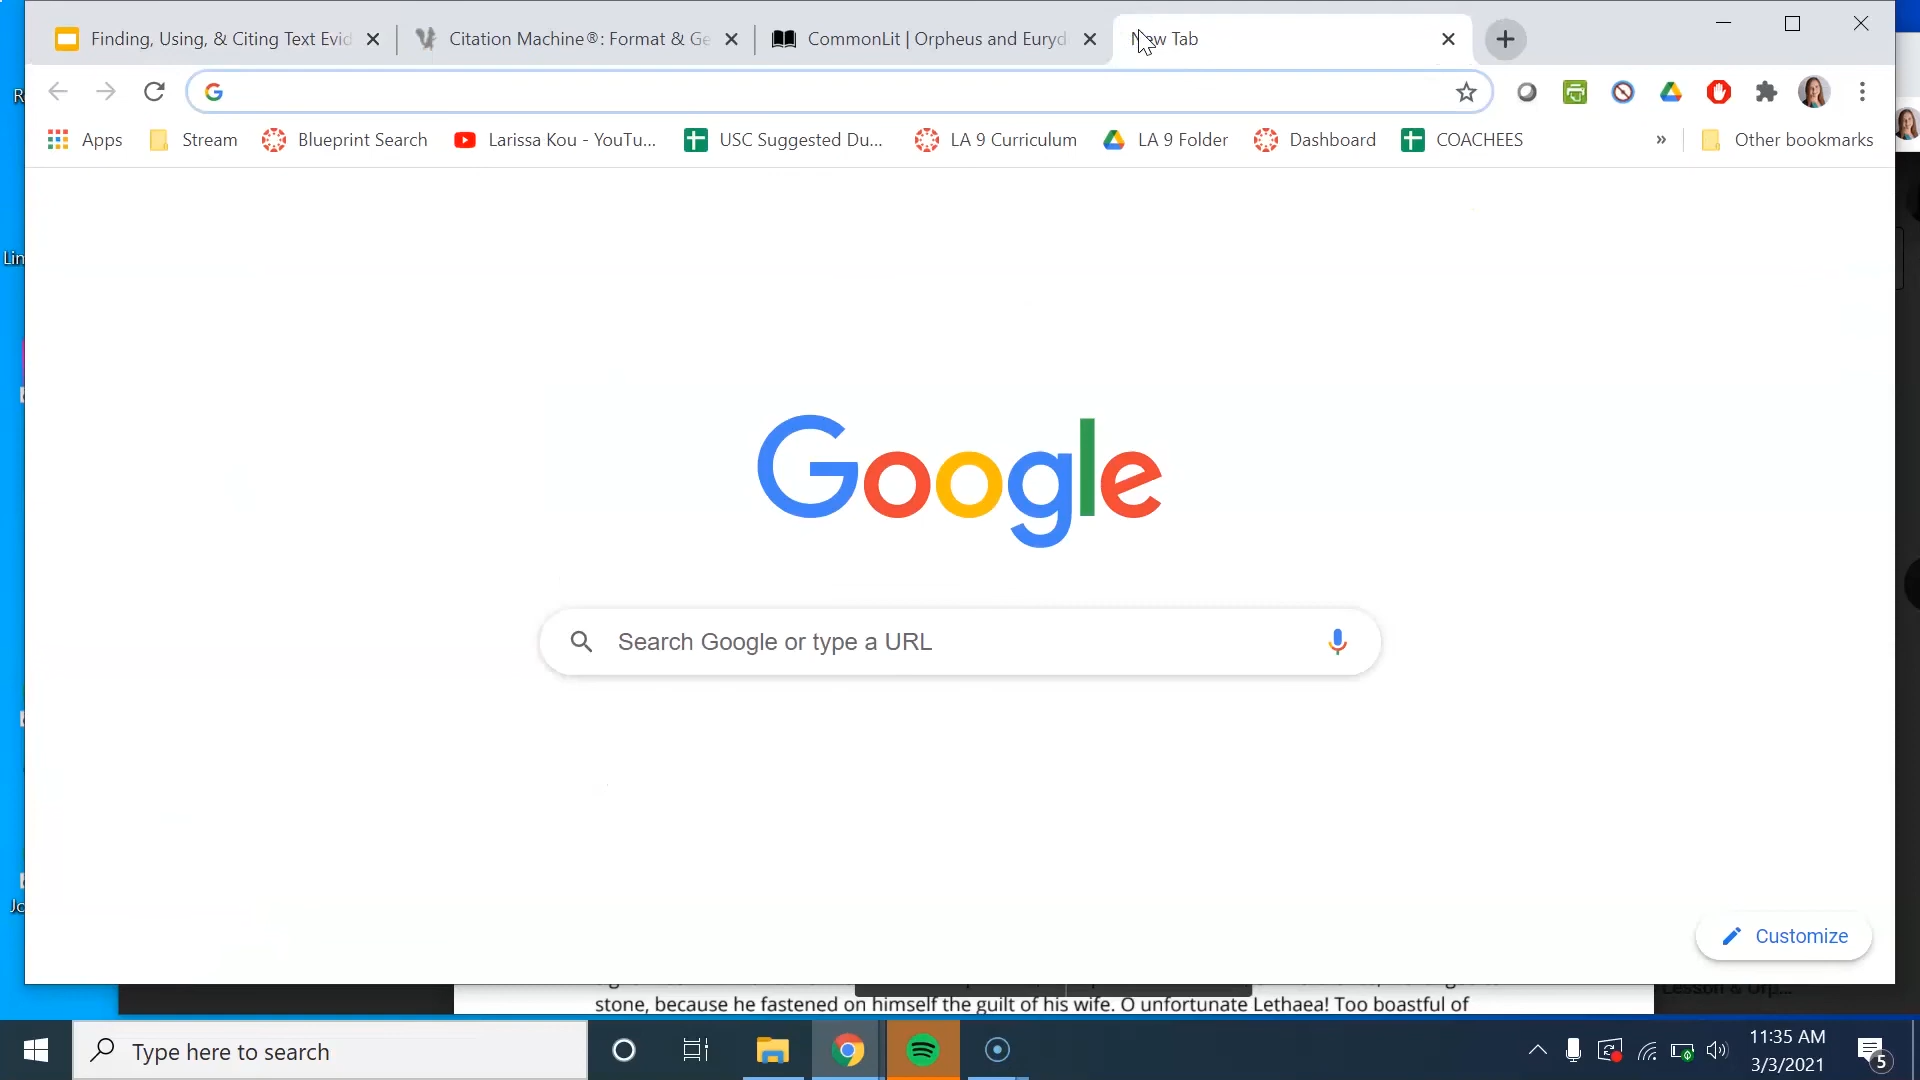 Finding, Using, & Citing Text Evid
Citation Machine®: Format & Ge
CommonLit | Orpheus and Euryd
New Tab
Apps
Stream
Blueprint Search
Larissa Kou - YouTu...
USC Suggested Du...
LA 9 Curriculum
LA 9 Folder
Dashboard
COACHEES
»
Other bookmarks
Lin
Google
Search Google or type a URL
Jo
Customize
stone, because he fastened on himself the guilt of his wife. O unfortunate Lethaea! Too boastful of
Type here to search
11:35 AM
3/3/2021
5